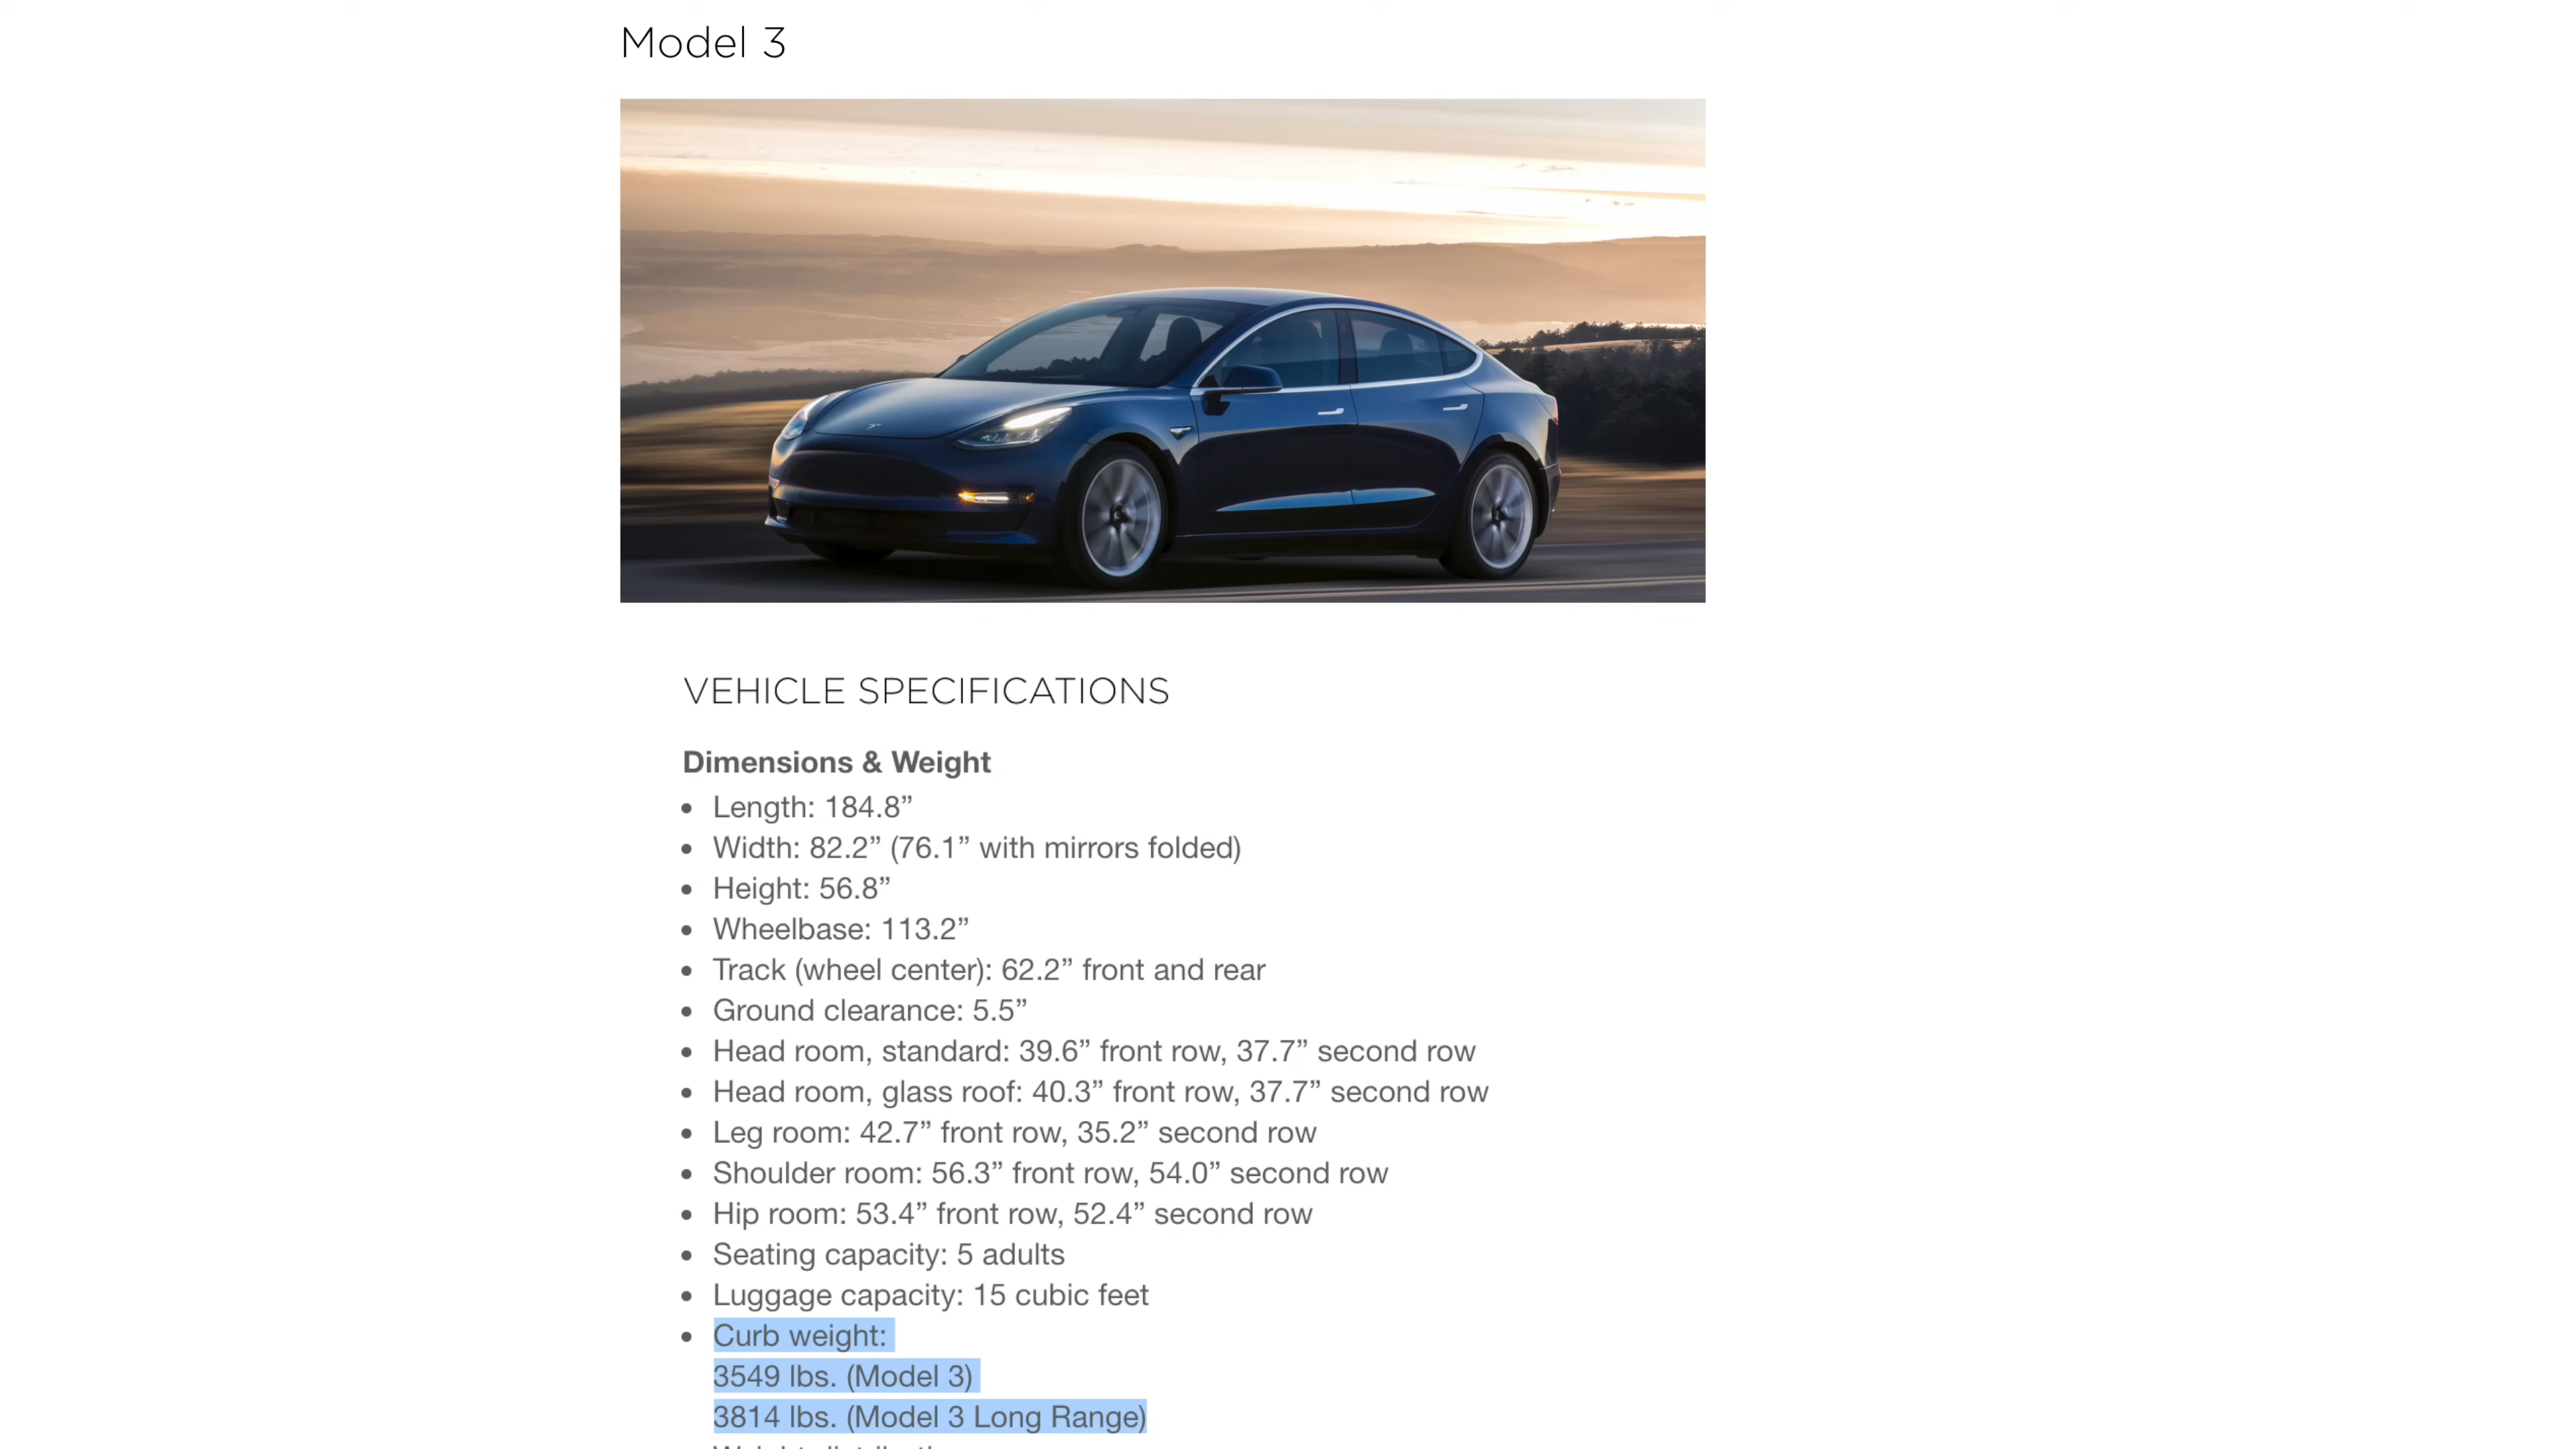 Model 3
VEHICLE SPECIFICATIONS
Dimensions & Weight
• Length: 184.8”
• Width: 82.2” (76.1” with mirrors folded)
• Height: 56.8”
• Wheelbase: 113.2”
• Track (wheel center): 62.2” front and rear
• Ground clearance: 5.5”
• Head room, standard: 39.6” front row, 37.7” second row
• Head room, glass roof: 40.3” front row, 37.7” second row
• Leg room: 42.7” front row, 35.2” second row
• Shoulder room: 56.3” front row, 54.0” second row
• Hip room: 53.4” front row, 52.4” second row
• Seating capacity: 5 adults
• Luggage capacity: 15 cubic feet
• Curb weight:
3549 lbs. (Model 3)
3814 lbs. (Model 3 Long Range)